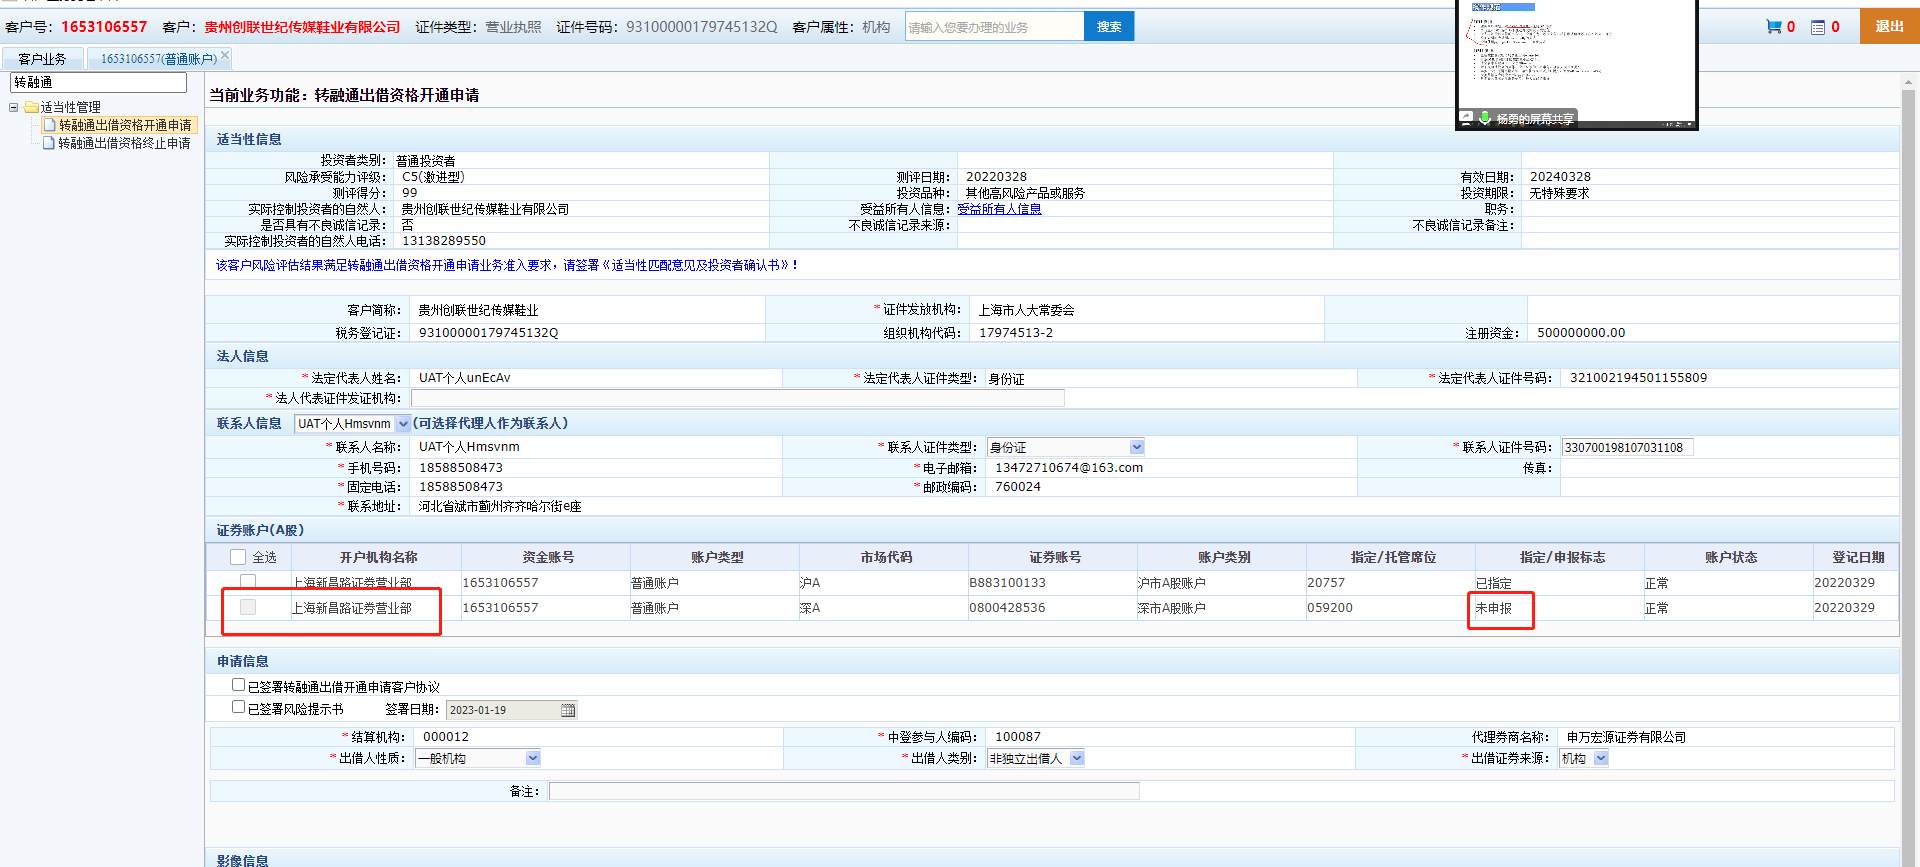 客户号： 1653106557 客户： 贵州创联世纪传媒鞋业有限公司 证件类型： 营业执照 证件号码： 93100000179745132Q 客户属性： 机构 请输入您要办理的业务 搜索 0 0 退出
客户业务 1653106557(普通账户)
转融通
适当性管理
转融通出借资格开通申请
转融通出借资格终止申请
杨勇的屏幕共享
当前业务功能：转融通出借资格开通申请
适当性信息
投资者类别： 普通投资者
风险承受能力评级： C5(激进型) 测评日期： 20220328 有效日期： 20240328
测评得分： 99 投资品种： 其他高风险产品或服务 投资期限： 无特殊要求
实际控制投资者的自然人： 贵州创联世纪传媒鞋业有限公司 受益所有人信息： 受益所有人信息 职务：
是否具有不良诚信记录： 否 不良诚信记录来源： 不良诚信记录备注：
实际控制投资者的自然人电话： 13138289550
该客户风险评估结果满足转融通出借资格开通申请业务准入要求，请签署《适当性匹配意见及投资者确认书》！
客户简称： 贵州创联世纪传媒鞋业 *证件发放机构： 上海市人大常委会
税务登记证： 93100000179745132Q 组织机构代码： 17974513-2 注册资金： 500000000.00
法人信息
*法定代表人姓名： UAT个人unEcAv *法定代表人证件类型： 身份证 *法定代表人证件号码： 321002194501155809
*法人代表证件发证机构：
联系人信息 UAT个人Hmsvnm (可选择代理人作为联系人)
*联系人名称： UAT个人Hmsvnm *联系人证件类型： 身份证 *联系人证件号码： 330700198107031108
*手机号码： 18588508473 *电子邮箱： 13472710674@163.com 传真：
*固定电话： 18588508473 *邮政编码： 760024
*联系地址： 河北省斌市蓟州齐齐哈尔街e座
证券账户(A股)
全选 开户机构名称 资金账号 账户类型 市场代码 证券账号 账户类别 指定/托管席位 指定/申报标志 账户状态 登记日期
上海新昌路证券营业部 1653106557 普通账户 沪A B883100133 沪市A股账户 20757 已指定 正常 20220329
上海新昌路证券营业部 1653106557 普通账户 深A 0800428536 深市A股账户 059200 未申报 正常 20220329
申请信息
已签署转融通出借开通申请客户协议
已签署风险提示书 签署日期： 2023-01-19
*结算机构： 000012 *中登参与人编码： 100087 代理券商名称： 申万宏源证券有限公司
*出借人性质： 一般机构 *出借人类别： 非独立出借人 *出借证券来源： 机构
备注：
影像信息